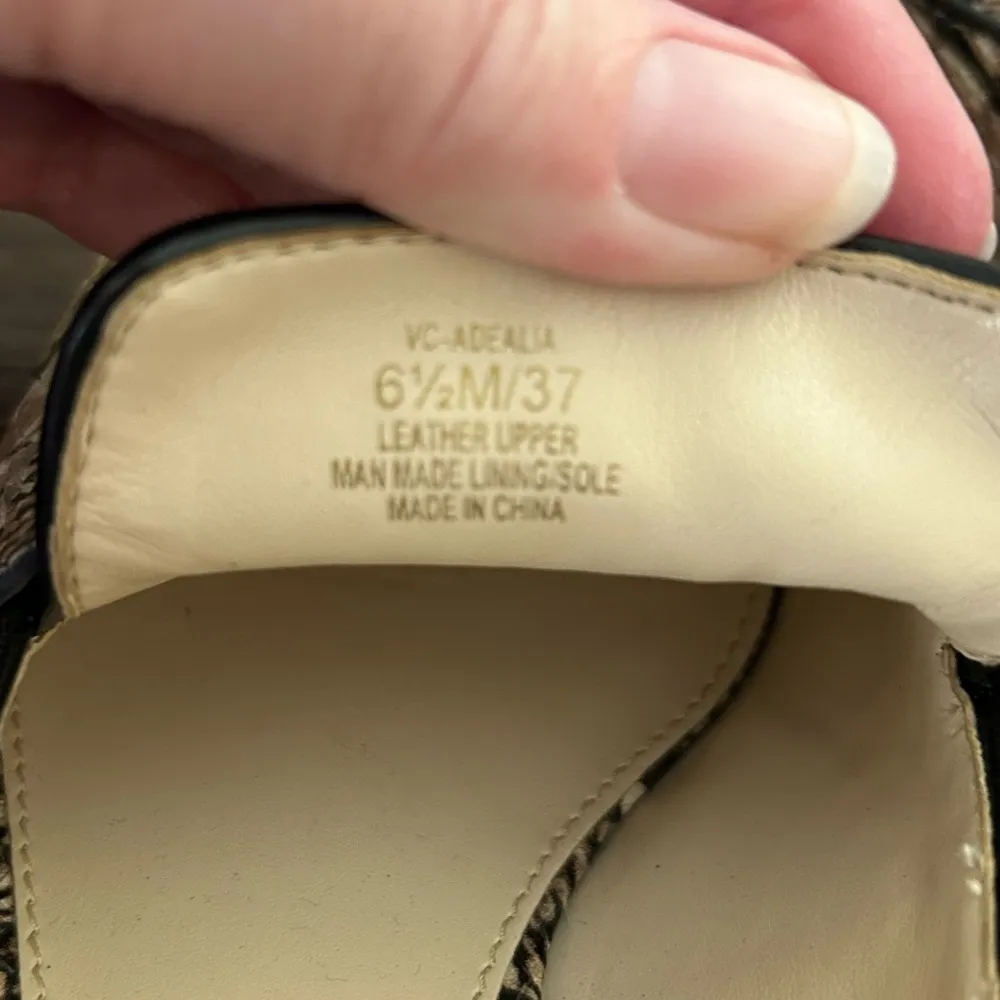 VC-ADEALIA
6½M/37
LEATHER UPPER
MAN MADE LINING/SOLE
MADE IN CHINA